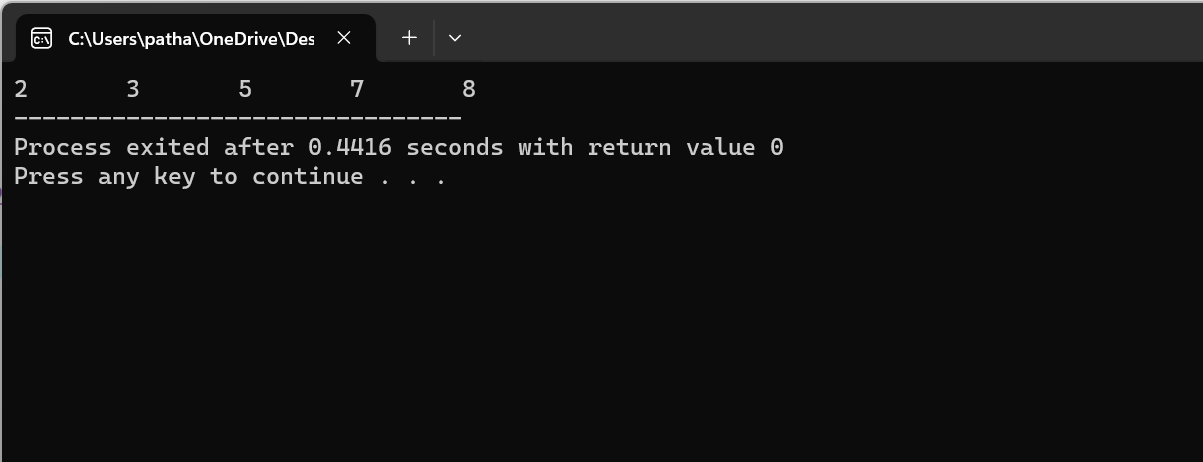 C:\Users\patha\OneDrive\Des
2 3 5 7 8
--------------------------------
Process exited after 0.4416 seconds with return value 0
Press any key to continue . . .